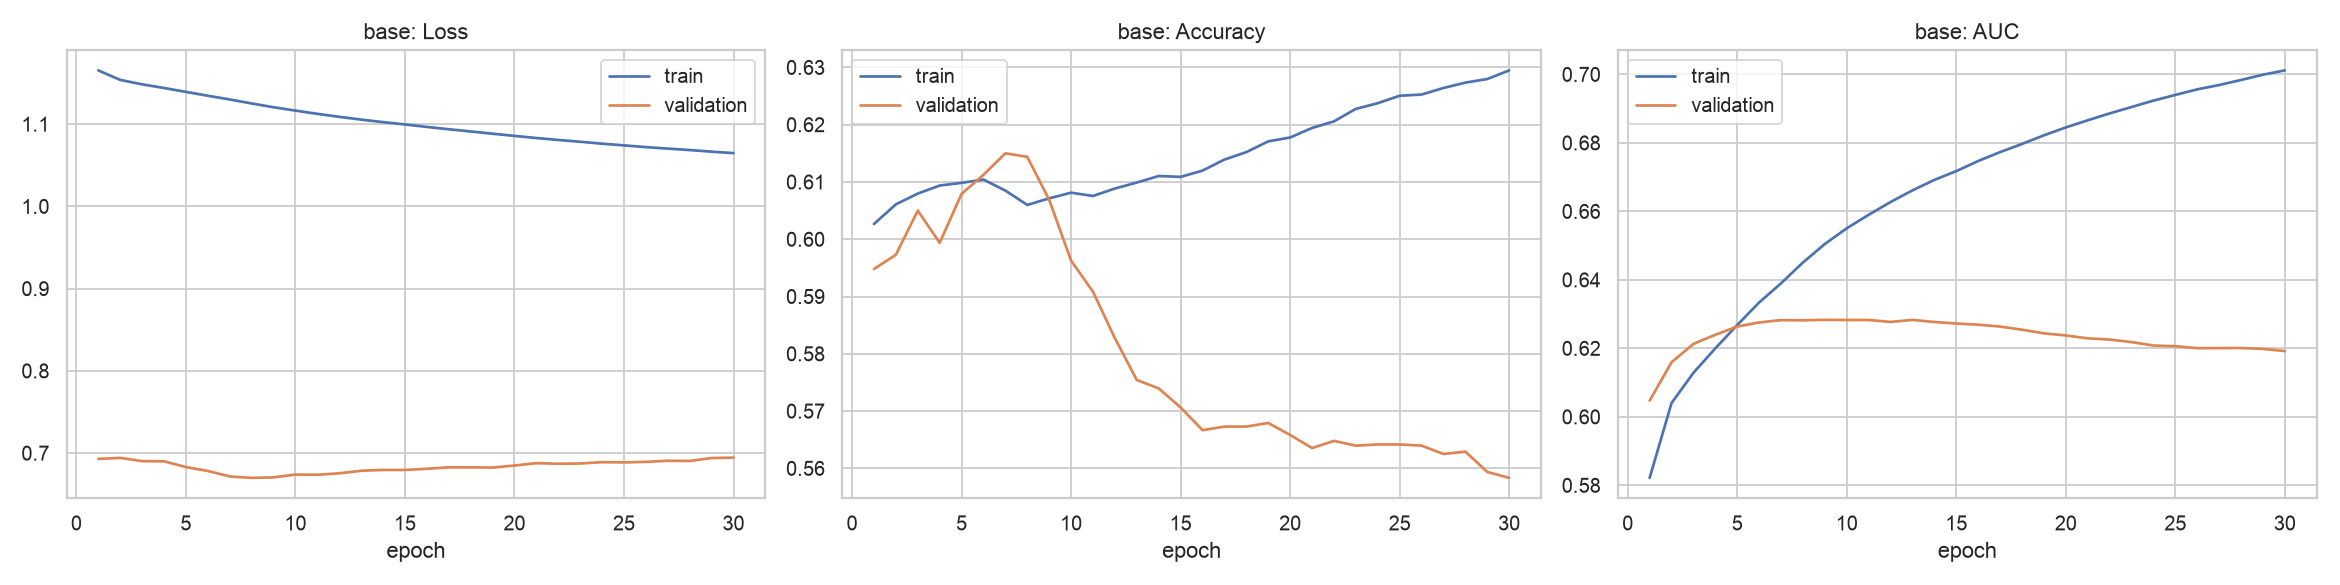 base: Loss
train
validation
1.1
1.0
0.9
0.8
0.7
0 5 10 15 20 25 30
epoch
base: Accuracy
train
validation
0.63
0.62
0.61
0.60
0.59
0.58
0.57
0.56
0 5 10 15 20 25 30
epoch
base: AUC
train
validation
0.70
0.68
0.66
0.64
0.62
0.60
0.58
0 5 10 15 20 25 30
epoch